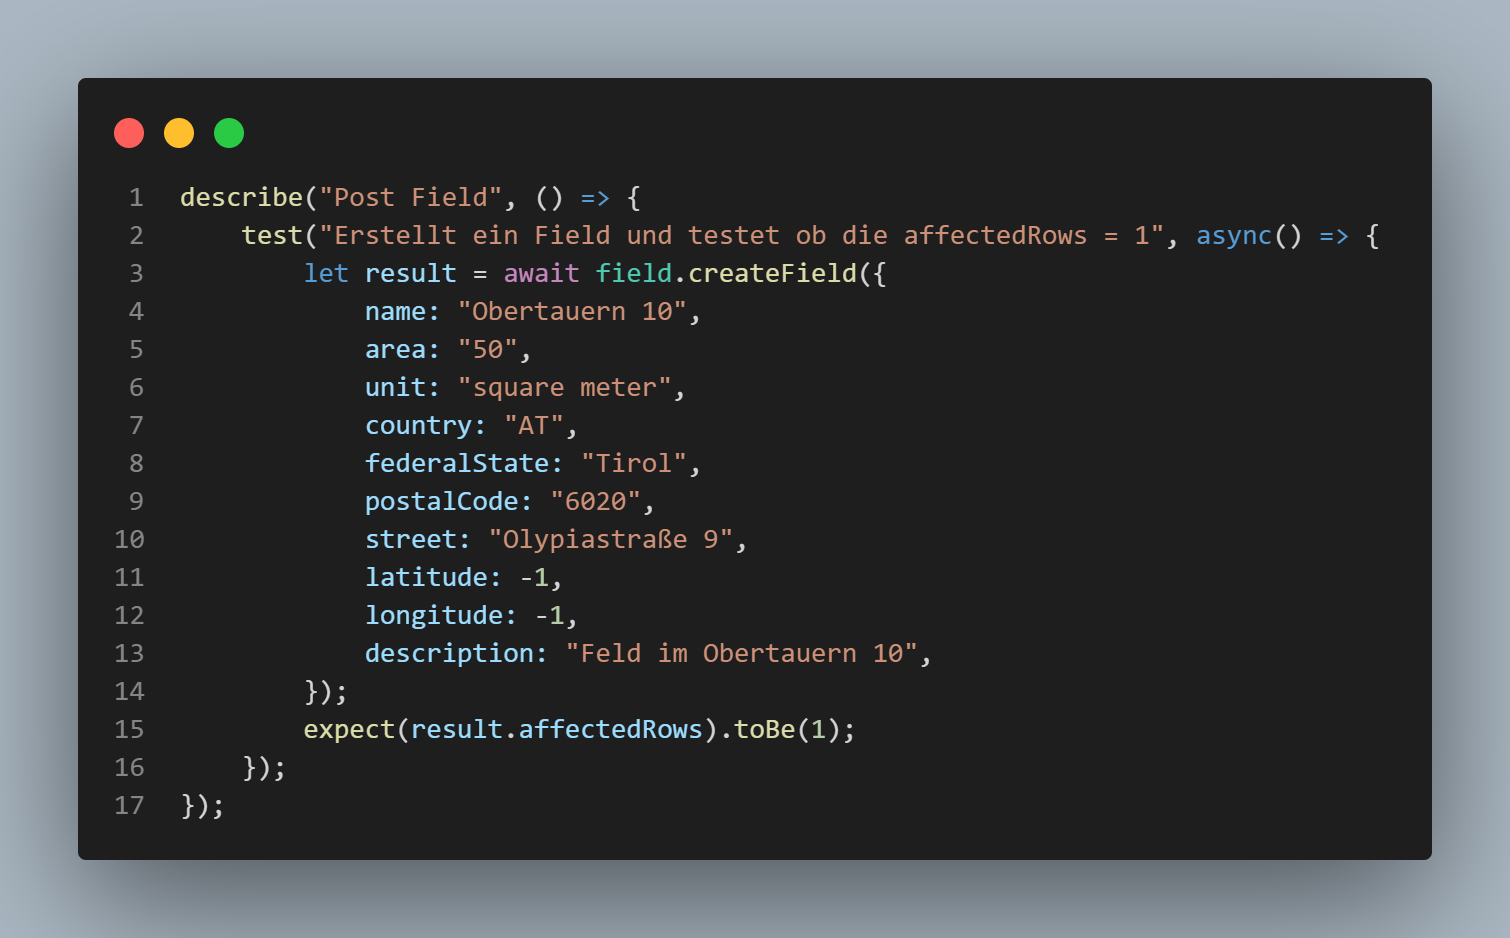 1 describe("Post Field", () => {
2 test("Erstellt ein Field und testet ob die affectedRows = 1", async() => {
3 let result = await field.createField({
4 name: "Obertauern 10",
5 area: "50",
6 unit: "square meter",
7 country: "AT",
8 federalState: "Tirol",
9 postalCode: "6020",
10 street: "Olypiastraße 9",
11 latitude: -1,
12 longitude: -1,
13 description: "Feld im Obertauern 10",
14 });
15 expect(result.affectedRows).toBe(1);
16 });
17 });